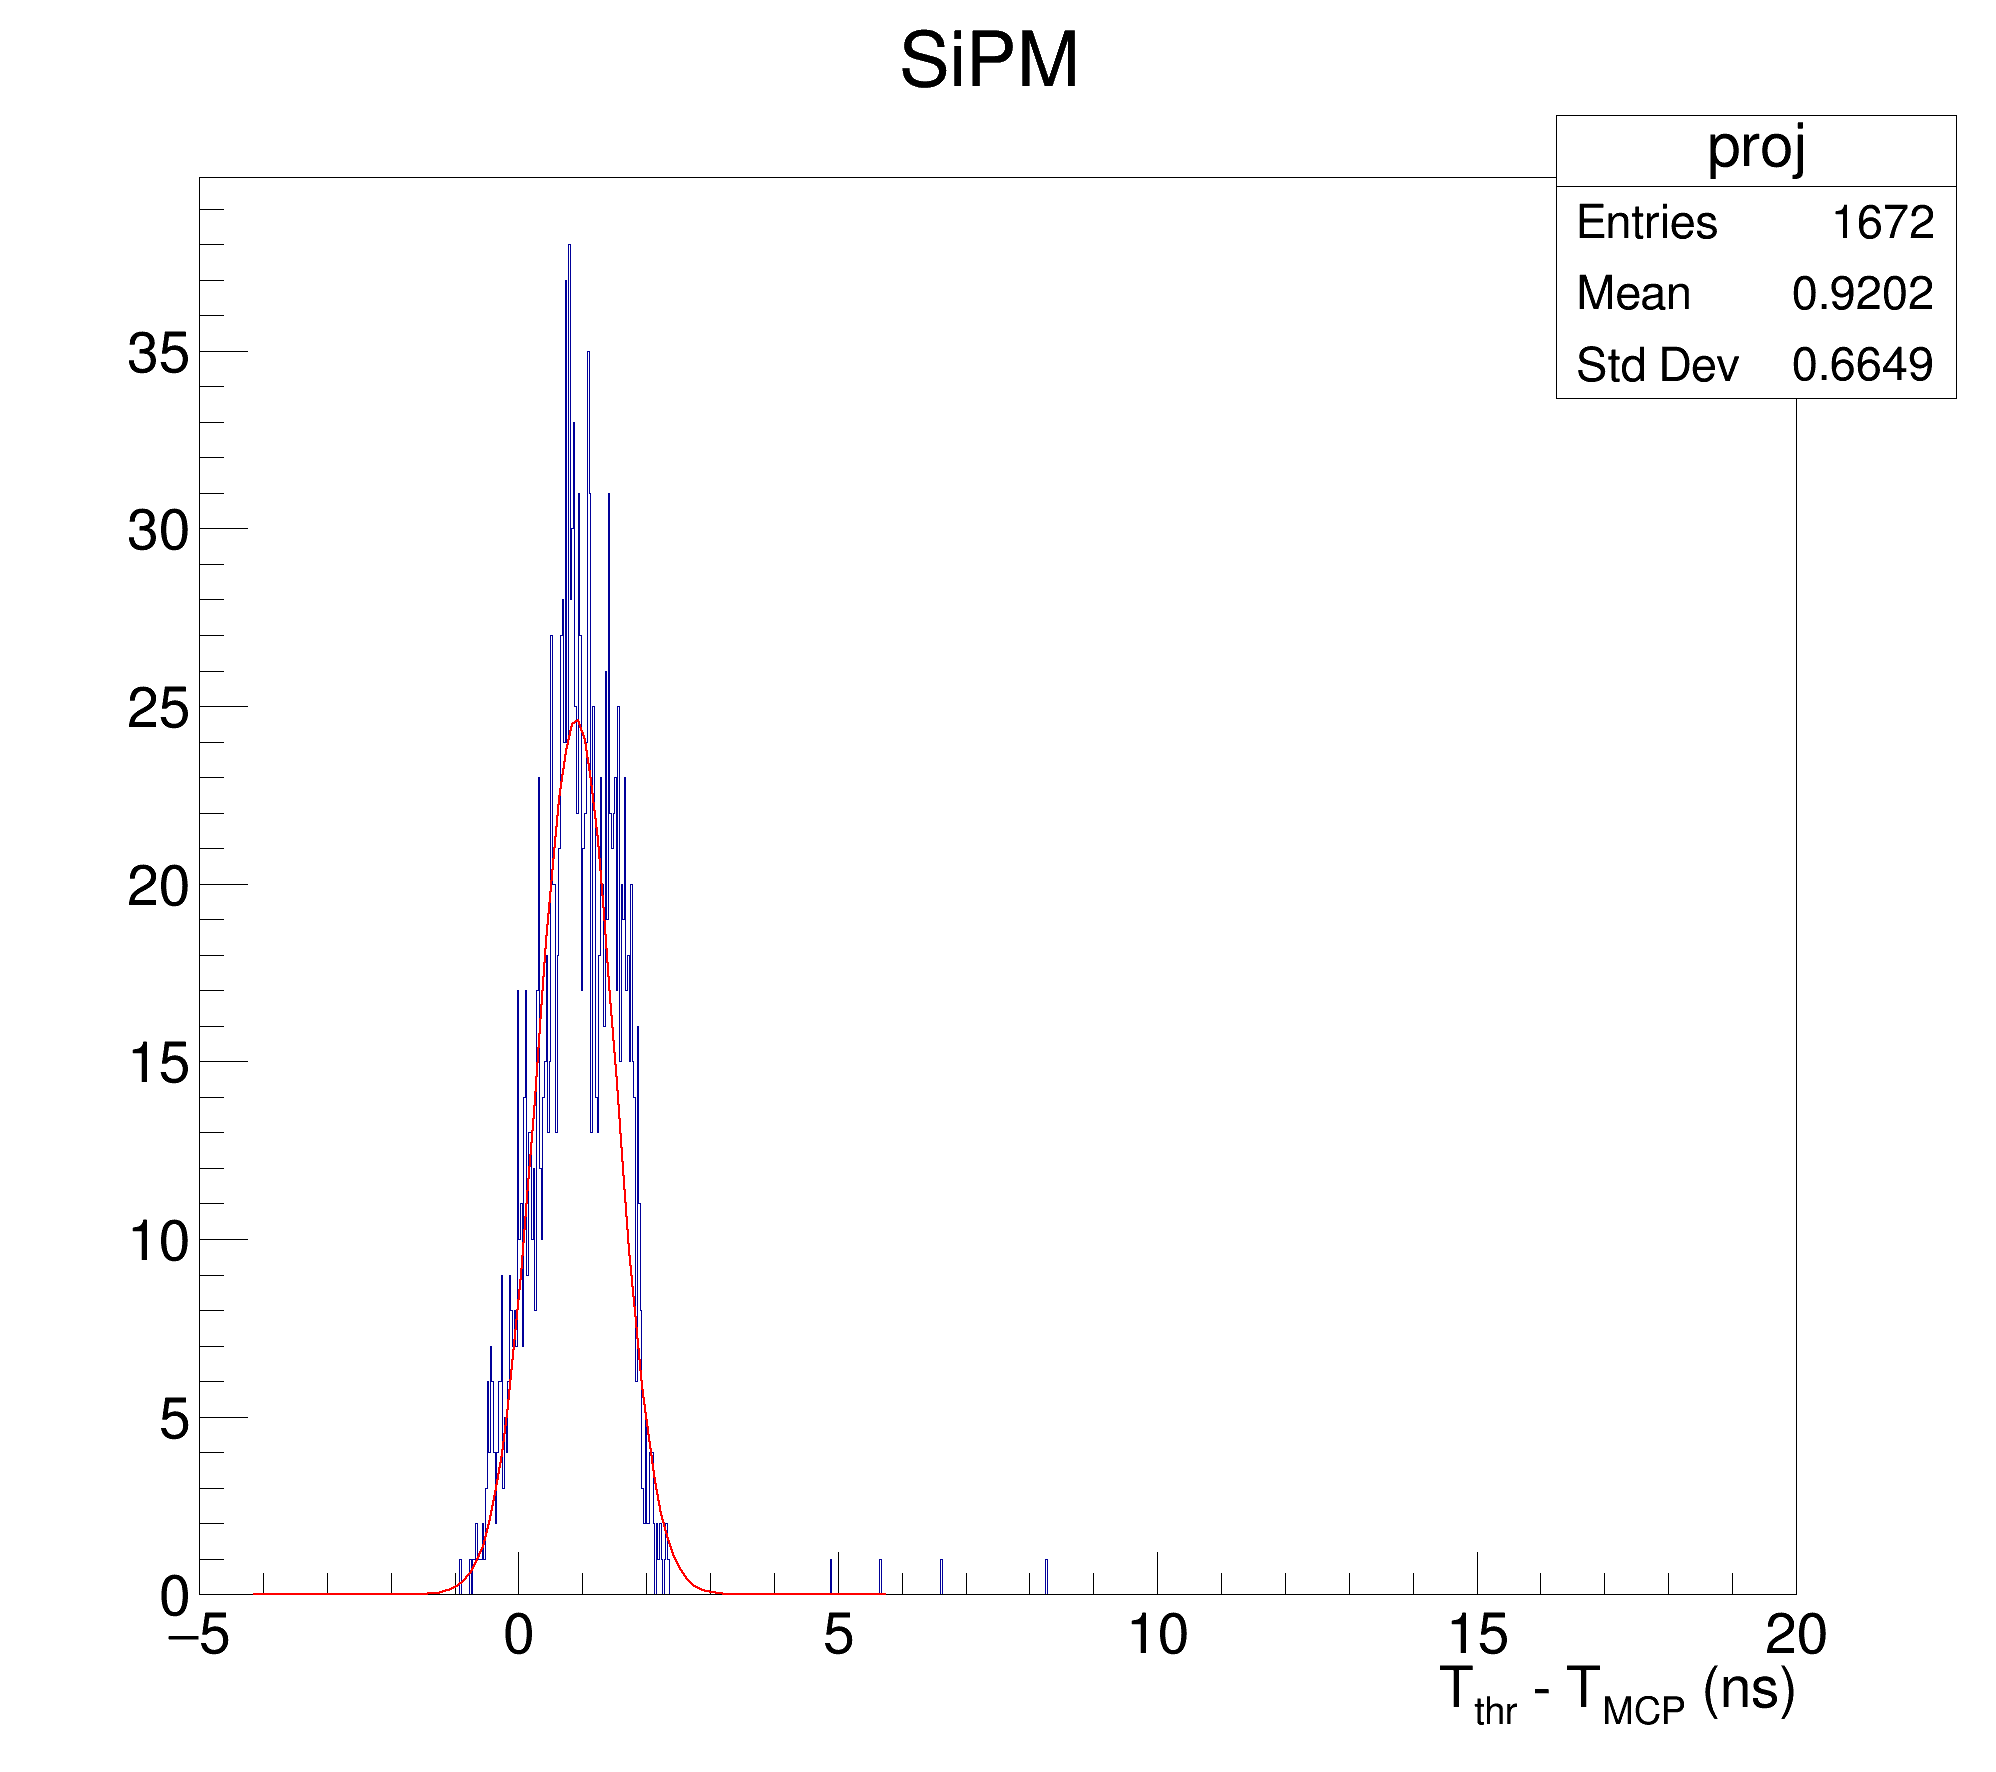 SiPM
proj
Entries 1672
Mean 0.9202
Std Dev 0.6649
35
30
25
20
15
10
5
0
−5 0 5 10 15 20
T_thr - T_MCP (ns)